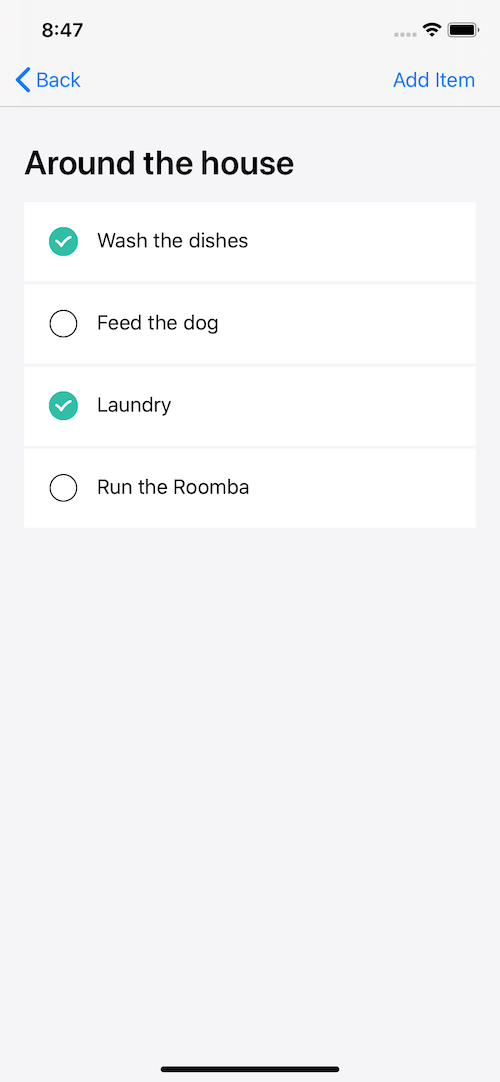 8:47
Back
Add Item
Around the house
Wash the dishes
Feed the dog
Laundry
Run the Roomba